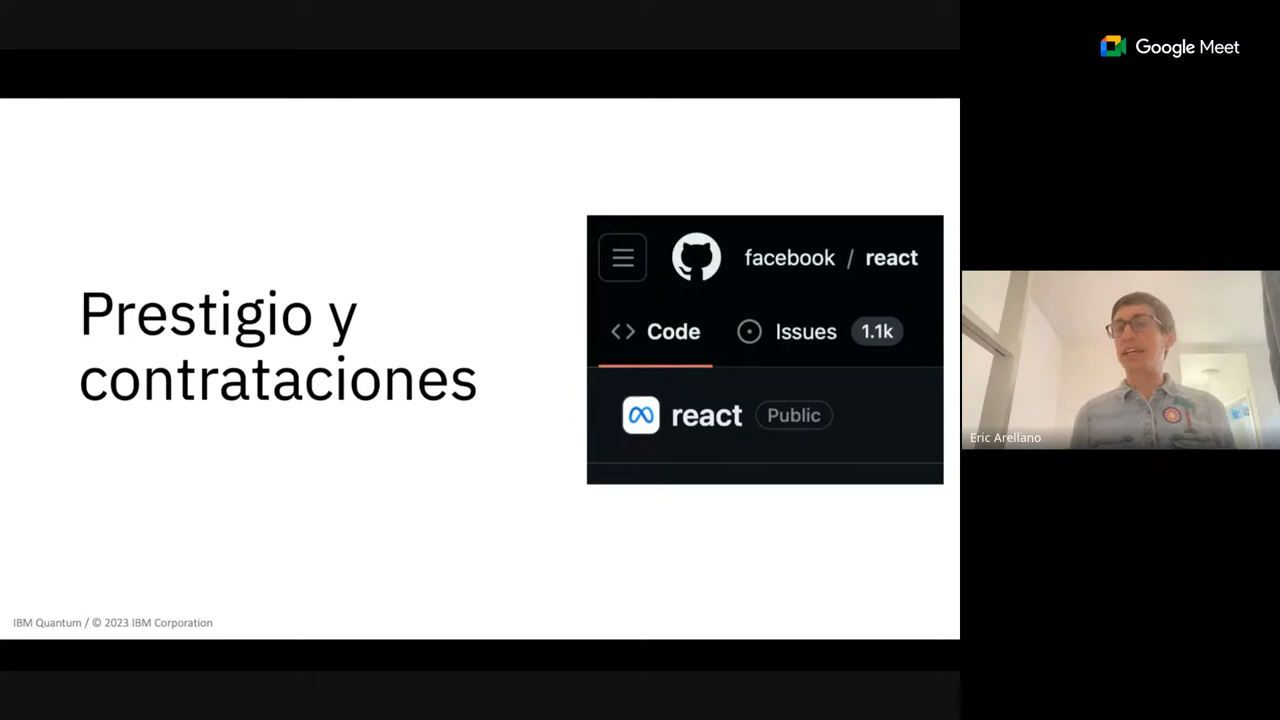 Google Meet
Prestigio y
contrataciones
facebook / react
<> Code Issues 1.1k
react Public
Eric Arellano
IBM Quantum / © 2023 IBM Corporation